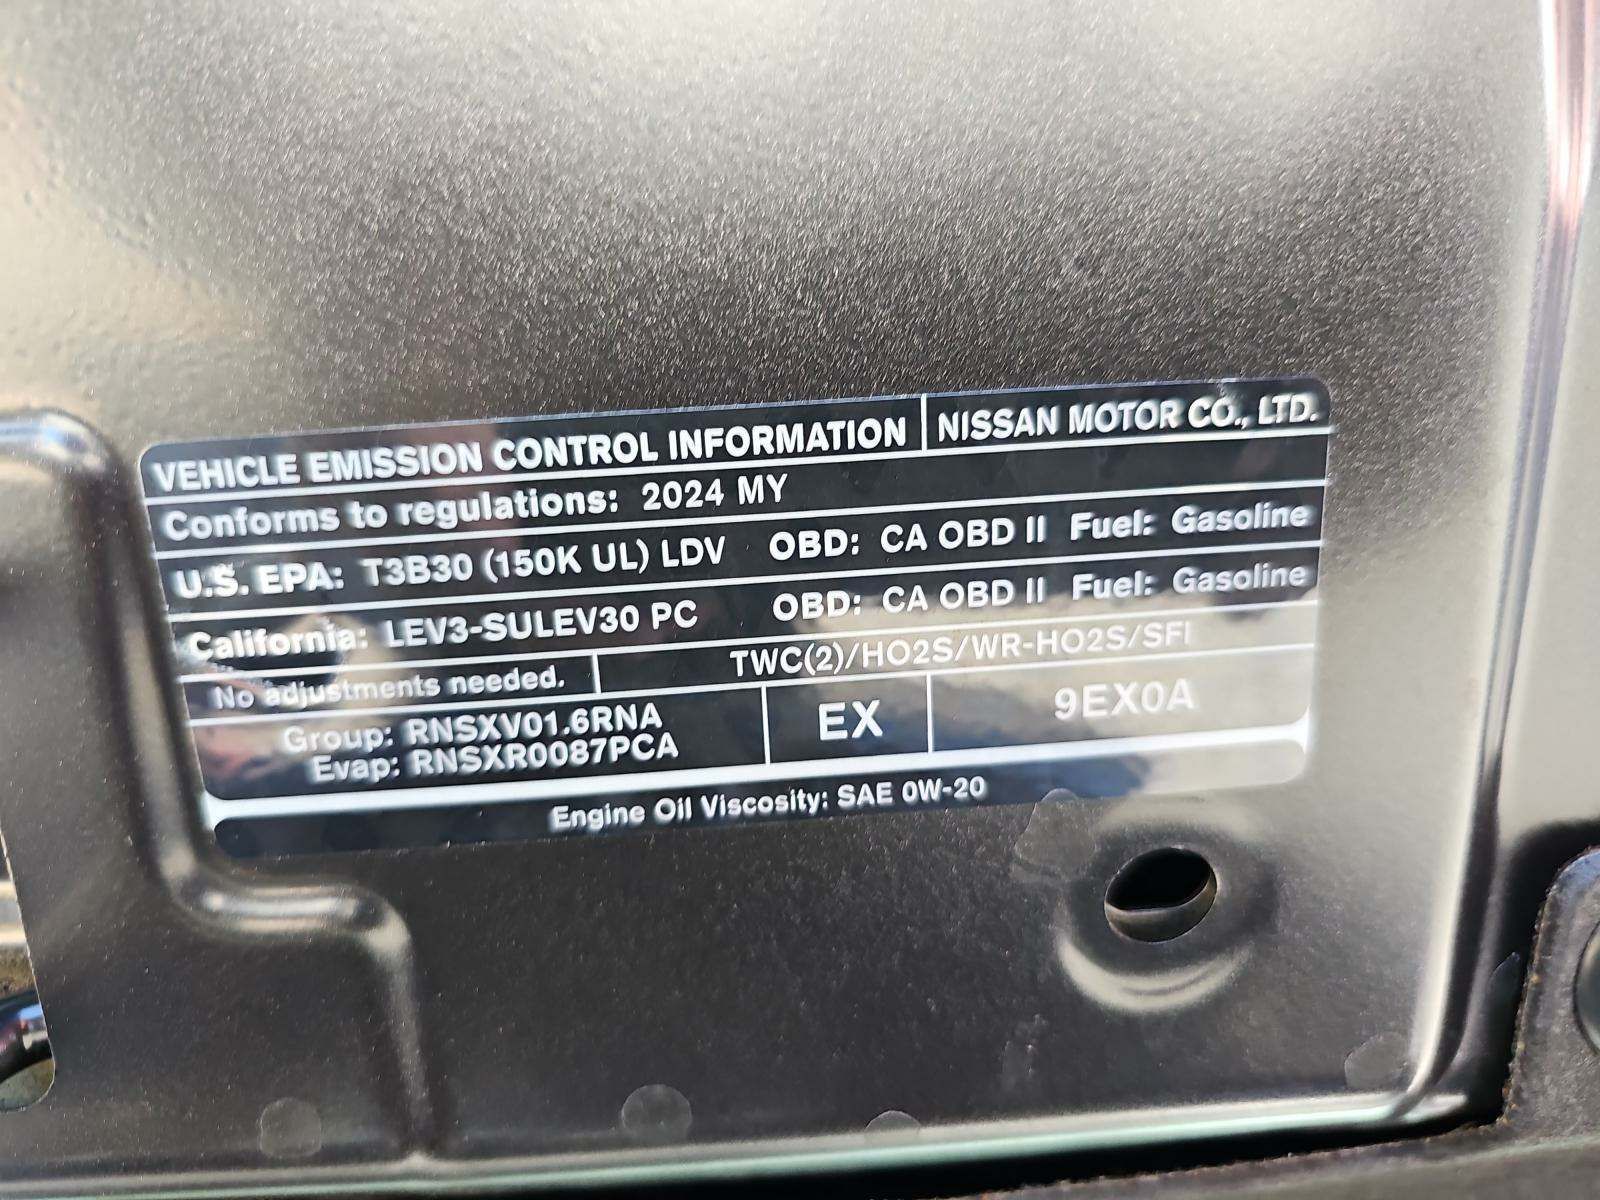 VEHICLE EMISSION CONTROL INFORMATION NISSAN MOTOR CO., LTD.
Conforms to regulations: 2024 MY
U.S. EPA: T3B30 (150K UL) LDV OBD: CA OBD II Fuel: Gasoline
California: LEV3-SULEV30 PC OBD: CA OBD II Fuel: Gasoline
No adjustments needed. TWC(2)/HO2S/WR-HO2S/SFI
Group: RNSXV01.6RNA
Evap: RNSXR0087PCA
EX
9EX0A
Engine Oil Viscosity: SAE 0W-20